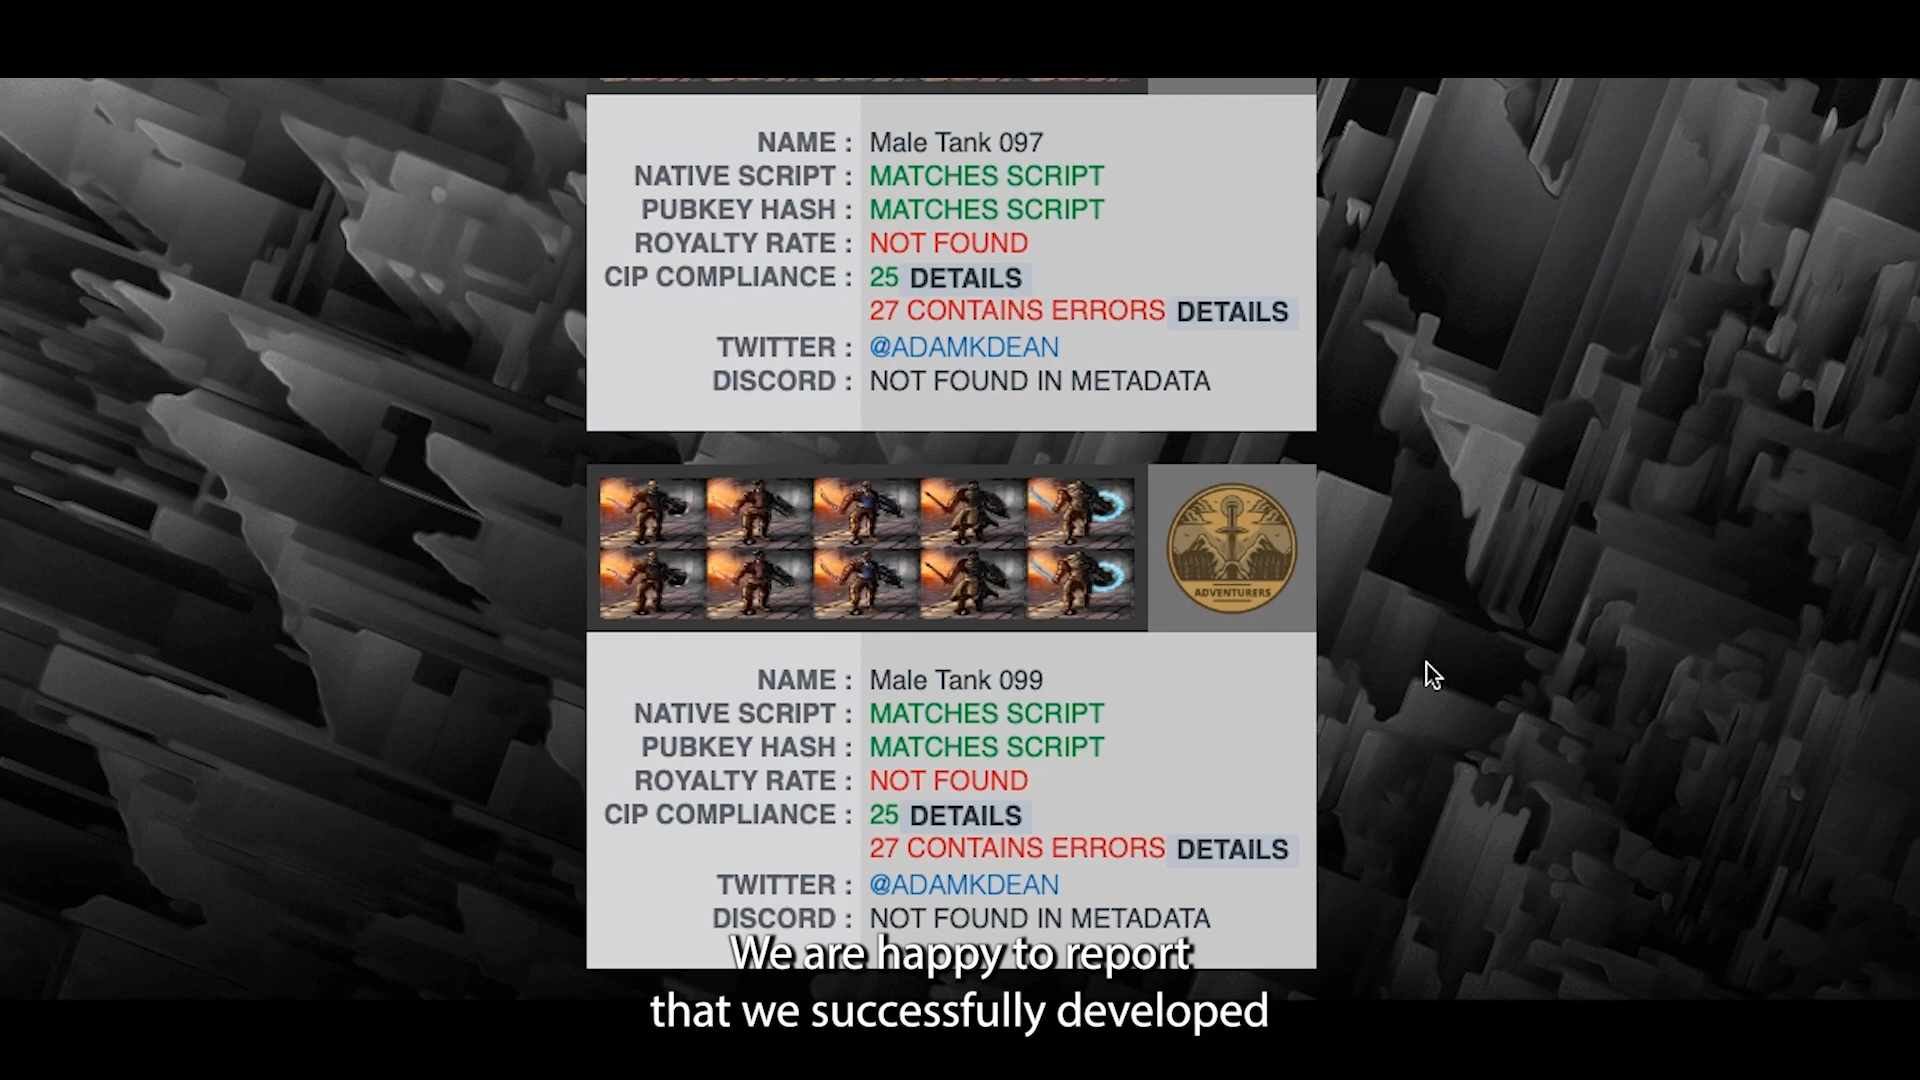 NAME : Male Tank 097
NATIVE SCRIPT : MATCHES SCRIPT
PUBKEY HASH : MATCHES SCRIPT
ROYALTY RATE : NOT FOUND
CIP COMPLIANCE : 25 DETAILS
27 CONTAINS ERRORS DETAILS
TWITTER : @ADAMKDEAN
DISCORD : NOT FOUND IN METADATA
ADVENTURERS
NAME : Male Tank 099
NATIVE SCRIPT : MATCHES SCRIPT
PUBKEY HASH : MATCHES SCRIPT
ROYALTY RATE : NOT FOUND
CIP COMPLIANCE : 25 DETAILS
27 CONTAINS ERRORS DETAILS
TWITTER : @ADAMKDEAN
DISCORD : NOT FOUND IN METADATA
We are happy to report
that we successfully developed